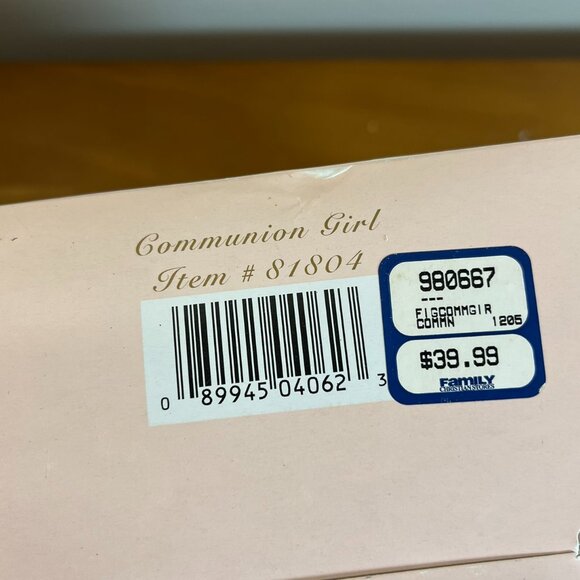 Communion Girl
Item # 81804
0 89945 04062 3
980667
---
FIGCOMMGIR
COMMN 1205
$39.99
FAMiLY
CHRISTIAN STORES